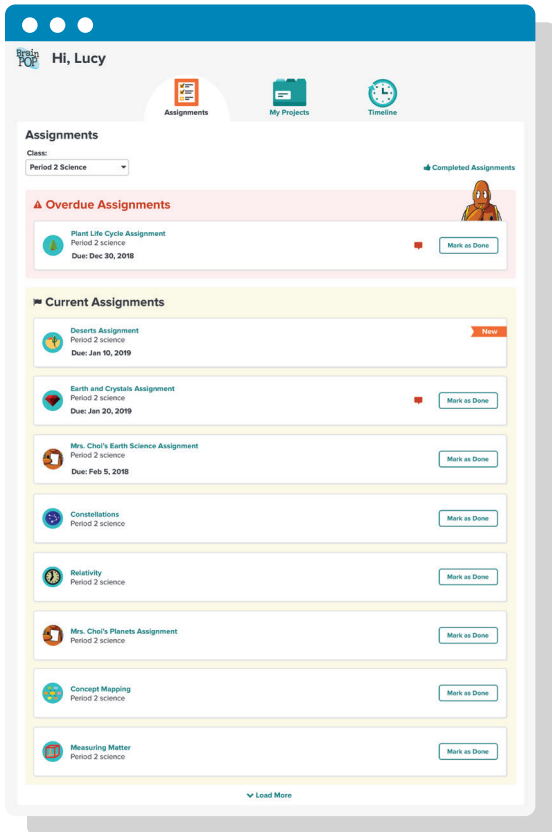 Brain
POP
Hi, Lucy
Assignments
My Projects
Timeline
Assignments
Class:
Period 2 Science
Completed Assignments
Overdue Assignments
Plant Life Cycle Assignment
Period 2 science
Due: Dec 30, 2018
Mark as Done
Current Assignments
Deserts Assignment
Period 2 science
Due: Jan 10, 2019
New
Earth and Crystals Assignment
Period 2 science
Due: Jan 20, 2019
Mark as Done
Mrs. Choi's Earth Science Assignment
Period 2 science
Due: Feb 5, 2018
Mark as Done
Constellations
Period 2 science
Mark as Done
Relativity
Period 2 science
Mark as Done
Mrs. Choi's Planets Assignment
Period 2 science
Mark as Done
Concept Mapping
Period 2 science
Mark as Done
Measuring Matter
Period 2 science
Mark as Done
Load More